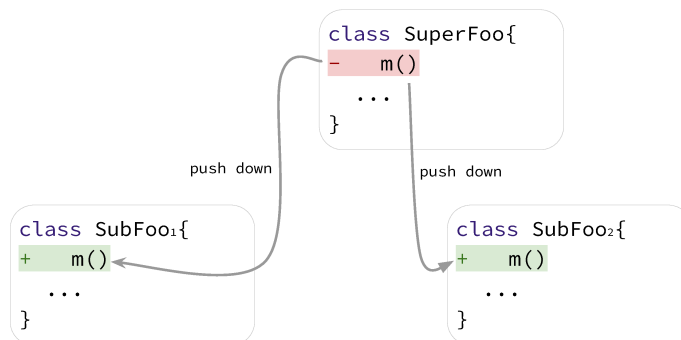 class SuperFoo{
-    m()
...
}
push down
push down
class SubFoo₁{
+    m()
...
}
class SubFoo₂{
+    m()
...
}